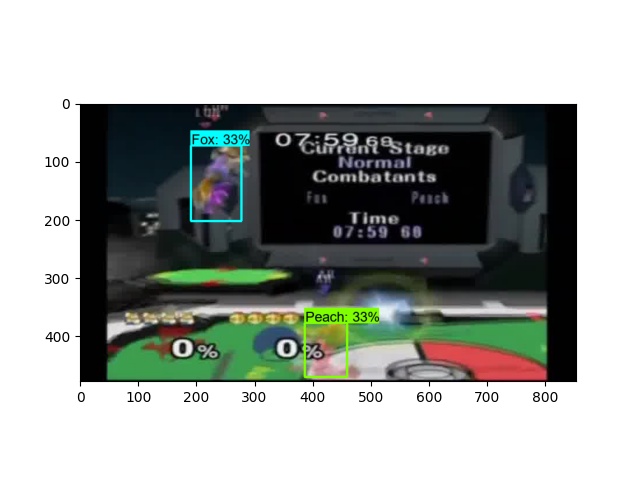 0
100
200
300
400
Fox: 33%
07:59 68
Current Stage
Normal
Combatants
Fox Peach
Time
07:59 68
Peach: 33%
0% 0%
0 100 200 300 400 500 600 700 800